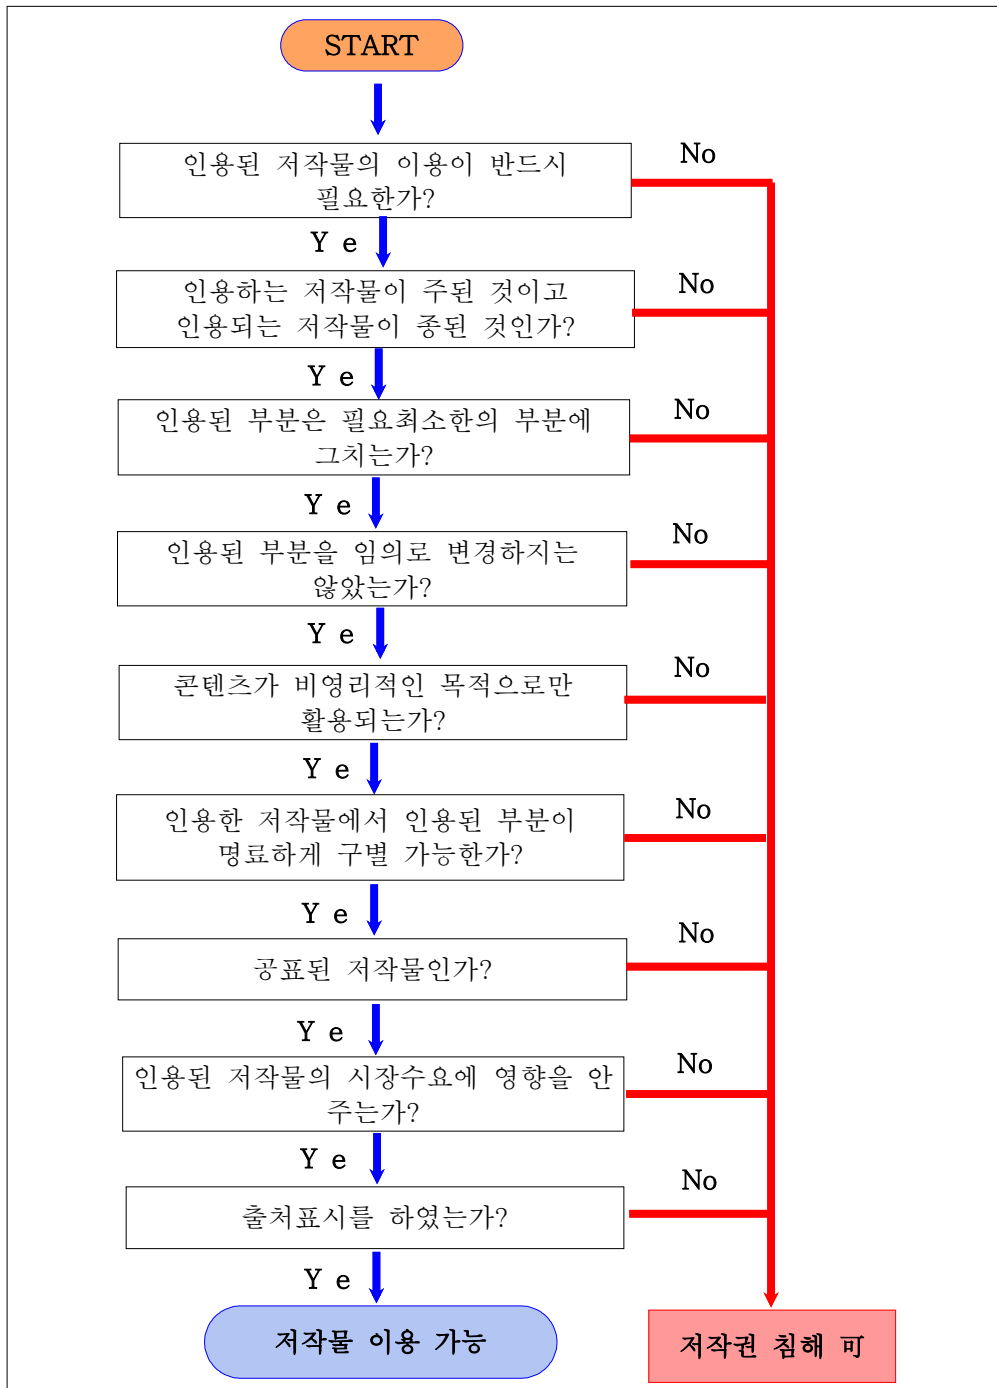 START
인용된 저작물의 이용이 반드시
필요한가?
No
Y e
인용하는 저작물이 주된 것이고
인용되는 저작물이 종된 것인가?
No
Y e
인용된 부분은 필요최소한의 부분에
그치는가?
No
Y e
인용된 부분을 임의로 변경하지는
않았는가?
No
Y e
콘텐츠가 비영리적인 목적으로만
활용되는가?
No
Y e
인용한 저작물에서 인용된 부분이
명료하게 구별 가능한가?
No
Y e
공표된 저작물인가?
No
Y e
인용된 저작물의 시장수요에 영향을 안
주는가?
No
Y e
출처표시를 하였는가?
No
Y e
저작물 이용 가능
저작권 침해 可